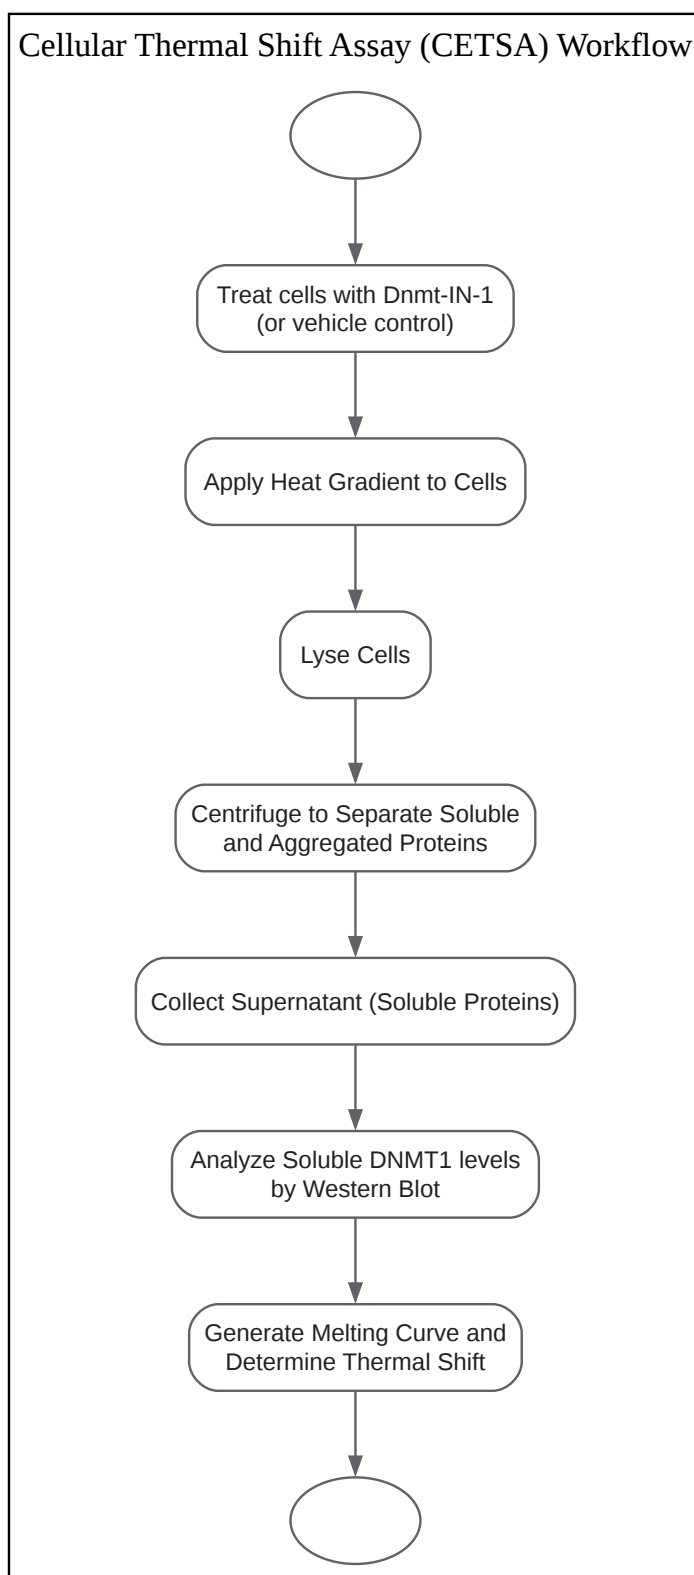 Cellular Thermal Shift Assay (CETSA) Workflow
Treat cells with Dnmt-IN-1
(or vehicle control)
Apply Heat Gradient to Cells
Lyse Cells
Centrifuge to Separate Soluble
and Aggregated Proteins
Collect Supernatant (Soluble Proteins)
Analyze Soluble DNMT1 levels
by Western Blot
Generate Melting Curve and
Determine Thermal Shift